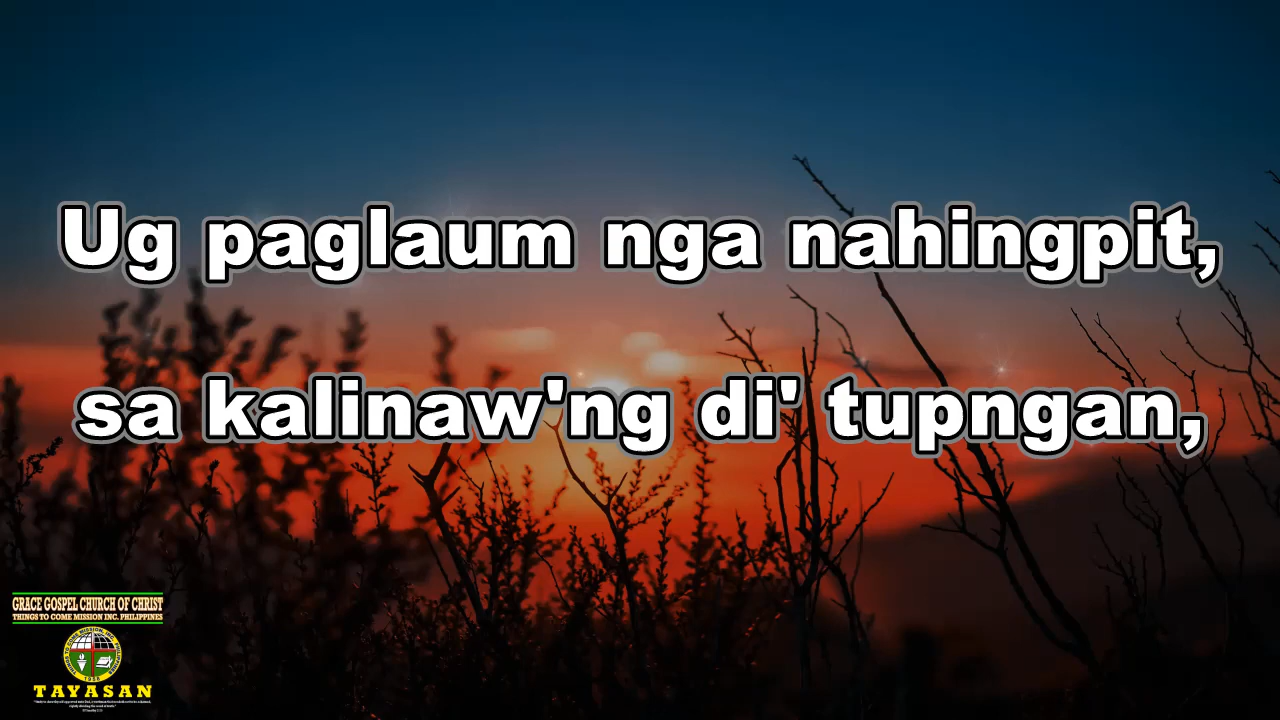 Ug paglaum nga nahingpit,
sa kalinaw'ng di' tupngan,
GRACE GOSPEL CHURCH OF CHRIST
THINGS TO COME MISSION INC. PHILIPPINES
TAYASAN